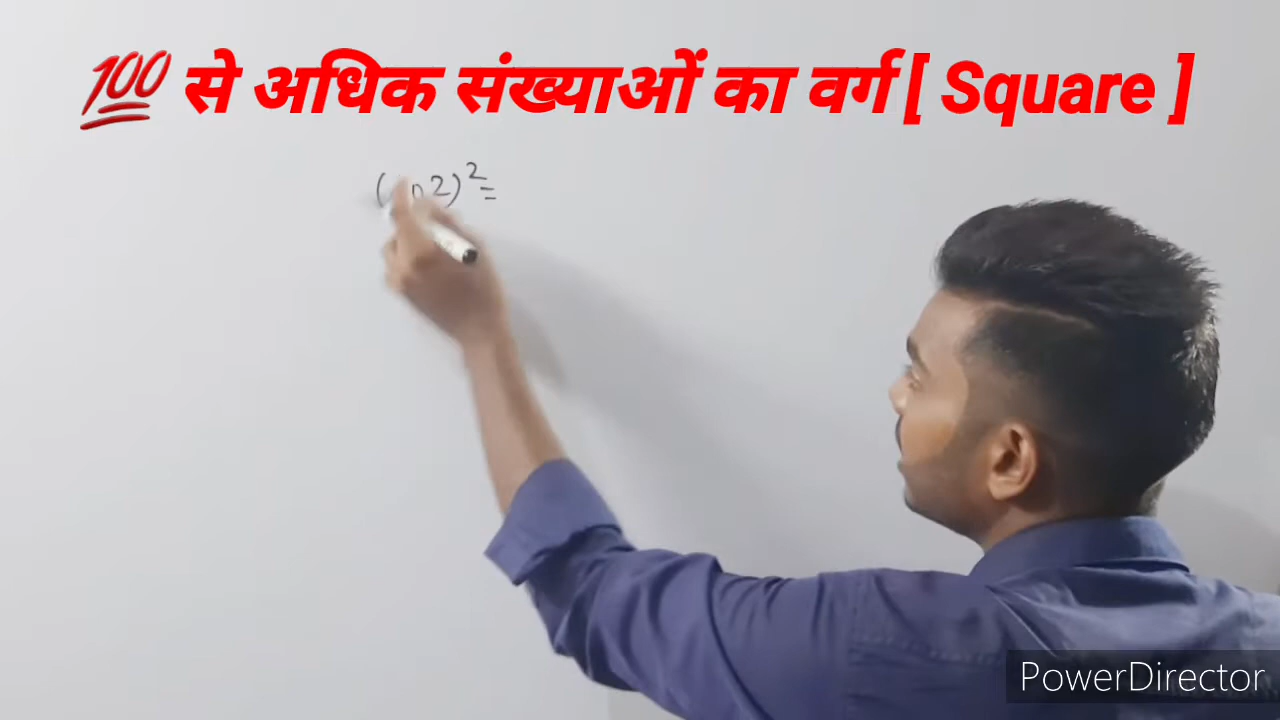 💯 से अधिक संख्याओं का वर्ग [ Square ]
PowerDirector